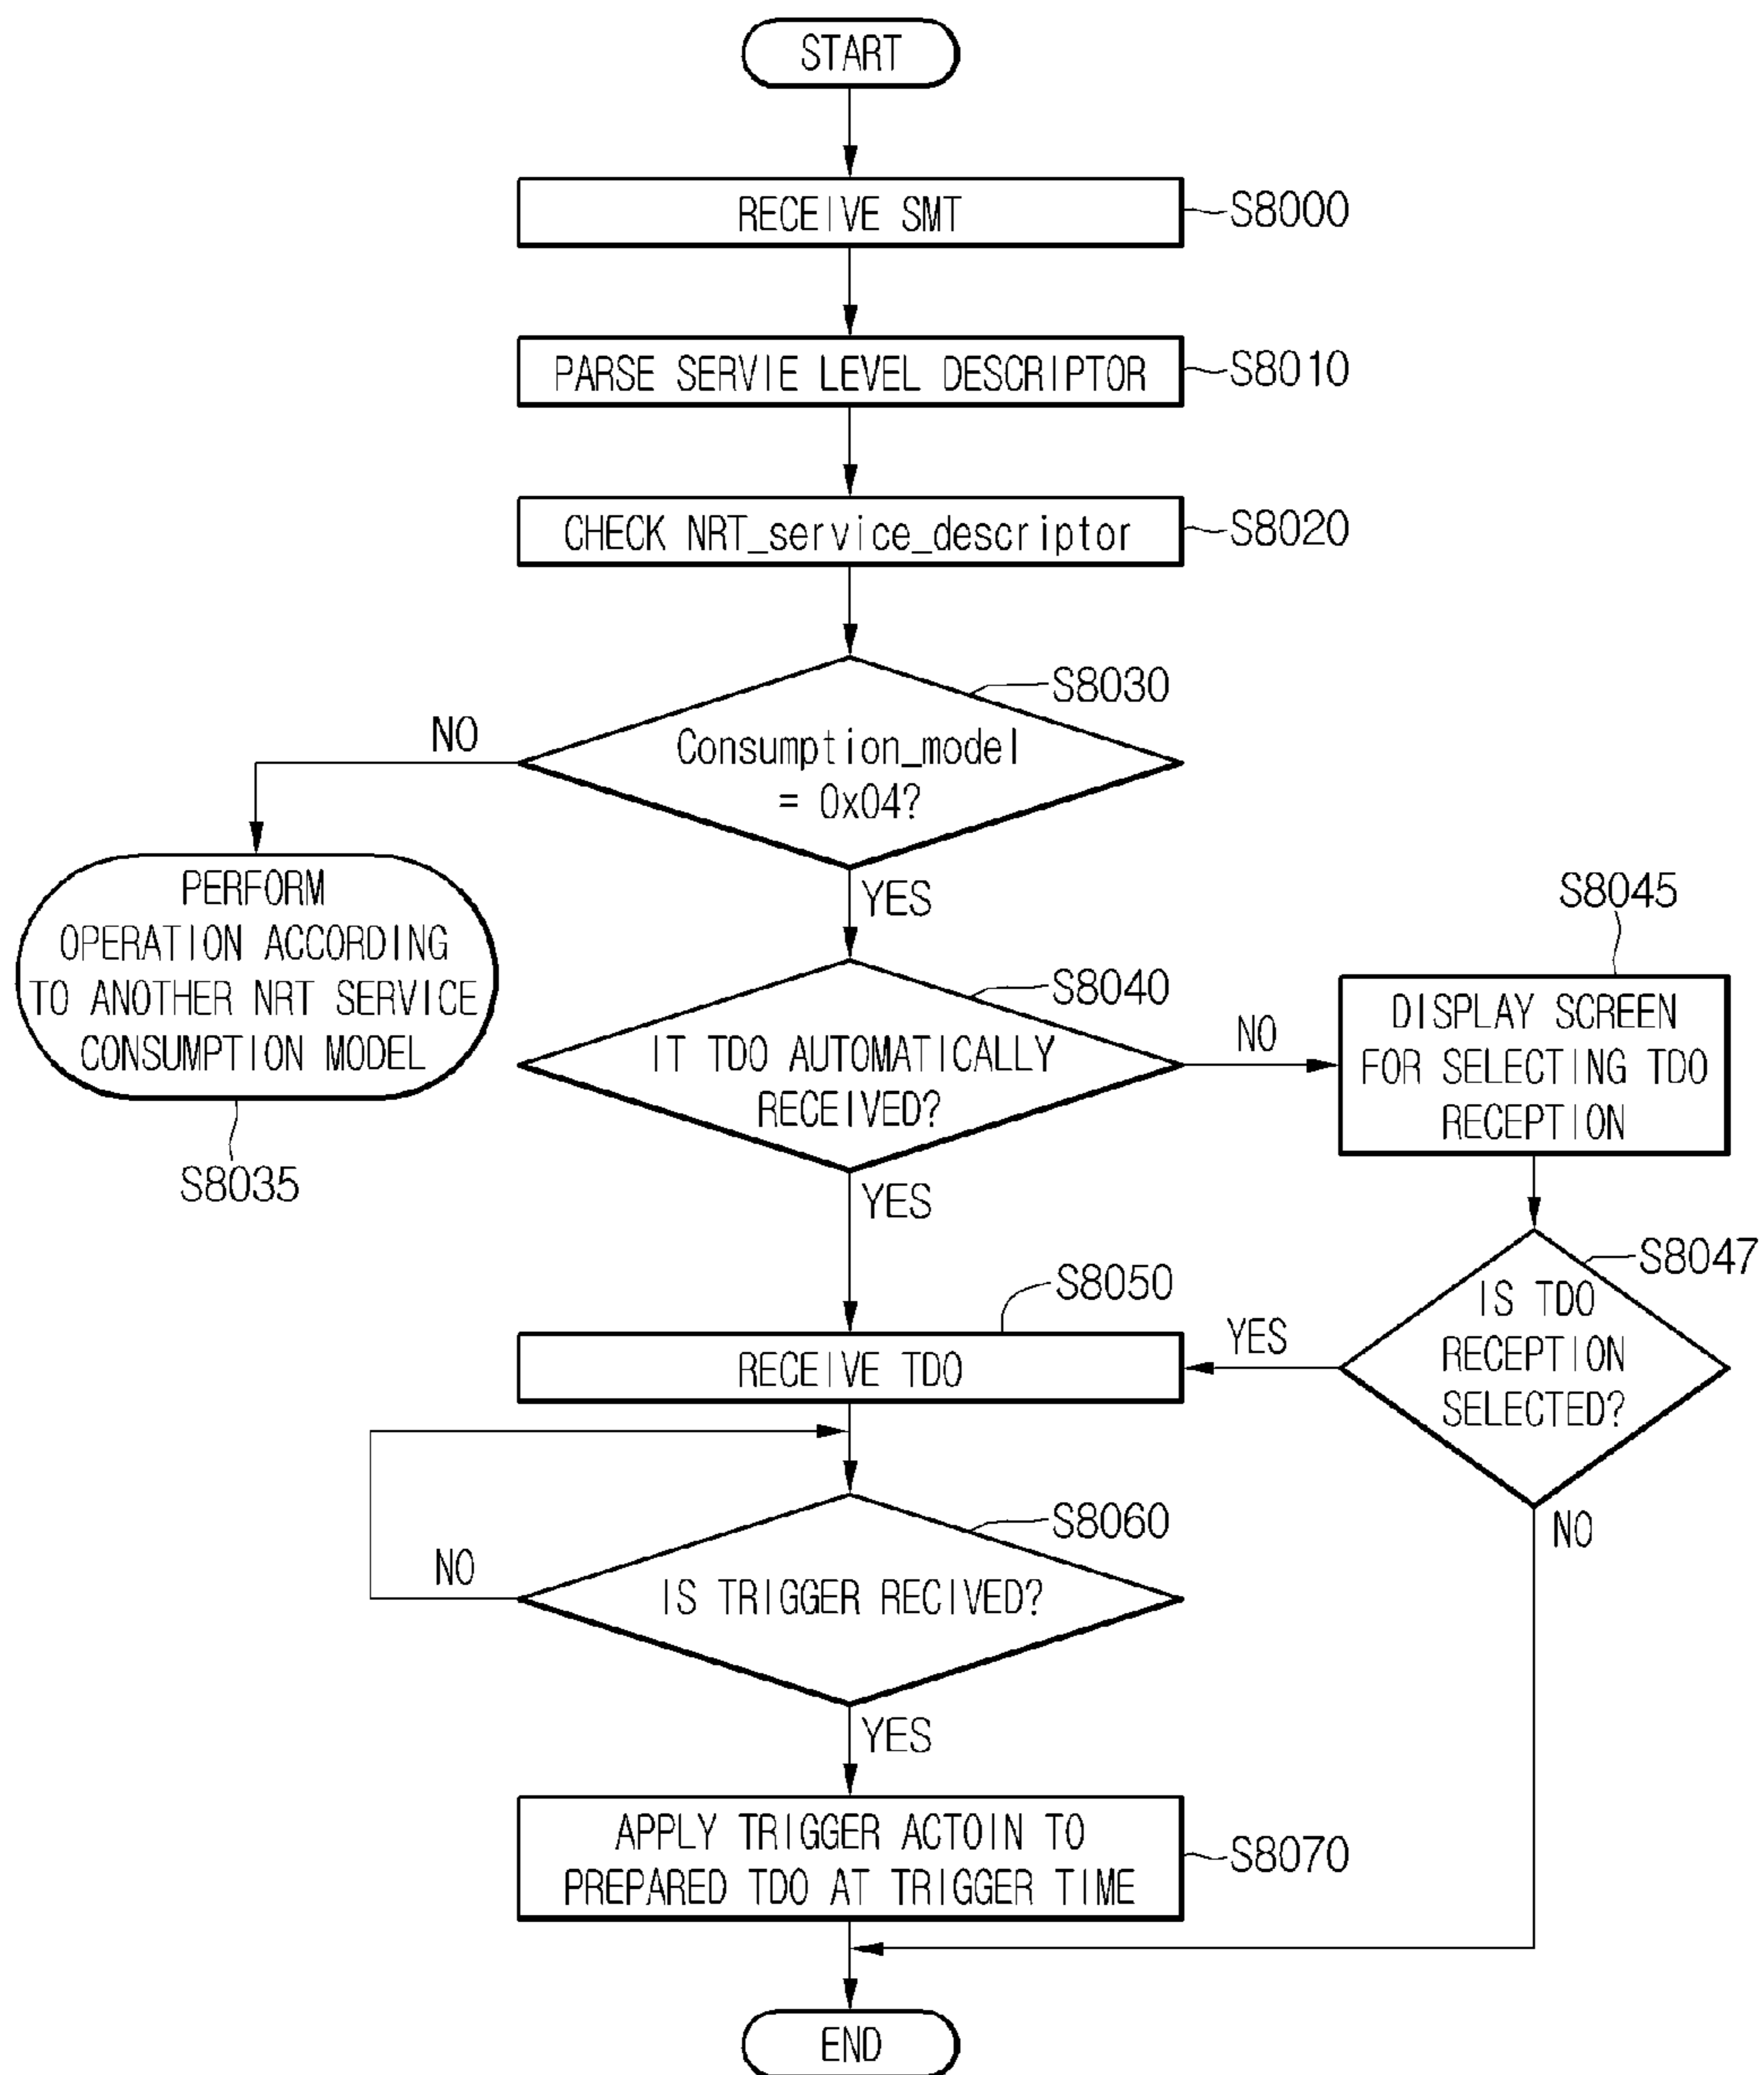 START
RECEIVE SMT
S8000
PARSE SERVIE LEVEL DESCRIPTOR
S8010
CHECK NRT_service_descriptor
S8020
S8030
NO
Consumption_model
= 0x04?
YES
PERFORM
OPERATION ACCORDING
TO ANOTHER NRT SERVICE
CONSUMPTION MODEL
S8035
S8040
IT TDO AUTOMATICALLY
RECEIVED?
NO
YES
S8045
DISPLAY SCREEN
FOR SELECTING TDO
RECEPTION
S8047
IS TDO
RECEPTION
SELECTED?
YES
NO
S8050
RECEIVE TDO
S8060
NO
IS TRIGGER RECIVED?
YES
APPLY TRIGGER ACTOIN TO
PREPARED TDO AT TRIGGER TIME
S8070
END